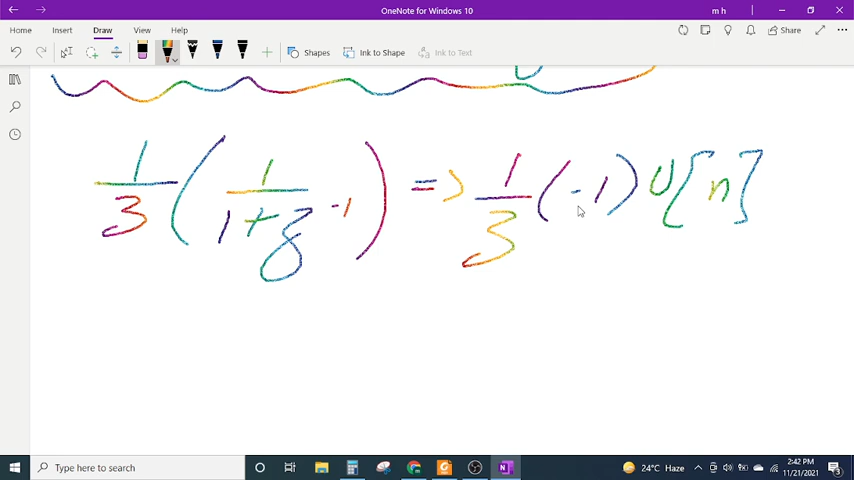 OneNote for Windows 10
m h
Home Insert Draw View Help
Share
Shapes Ink to Shape Ink to Text
1/3 ( 1/(1+z^-1) ) => 1/3 (-1) u[n]
Type here to search
24°C Haze
2:42 PM
11/21/2021
3